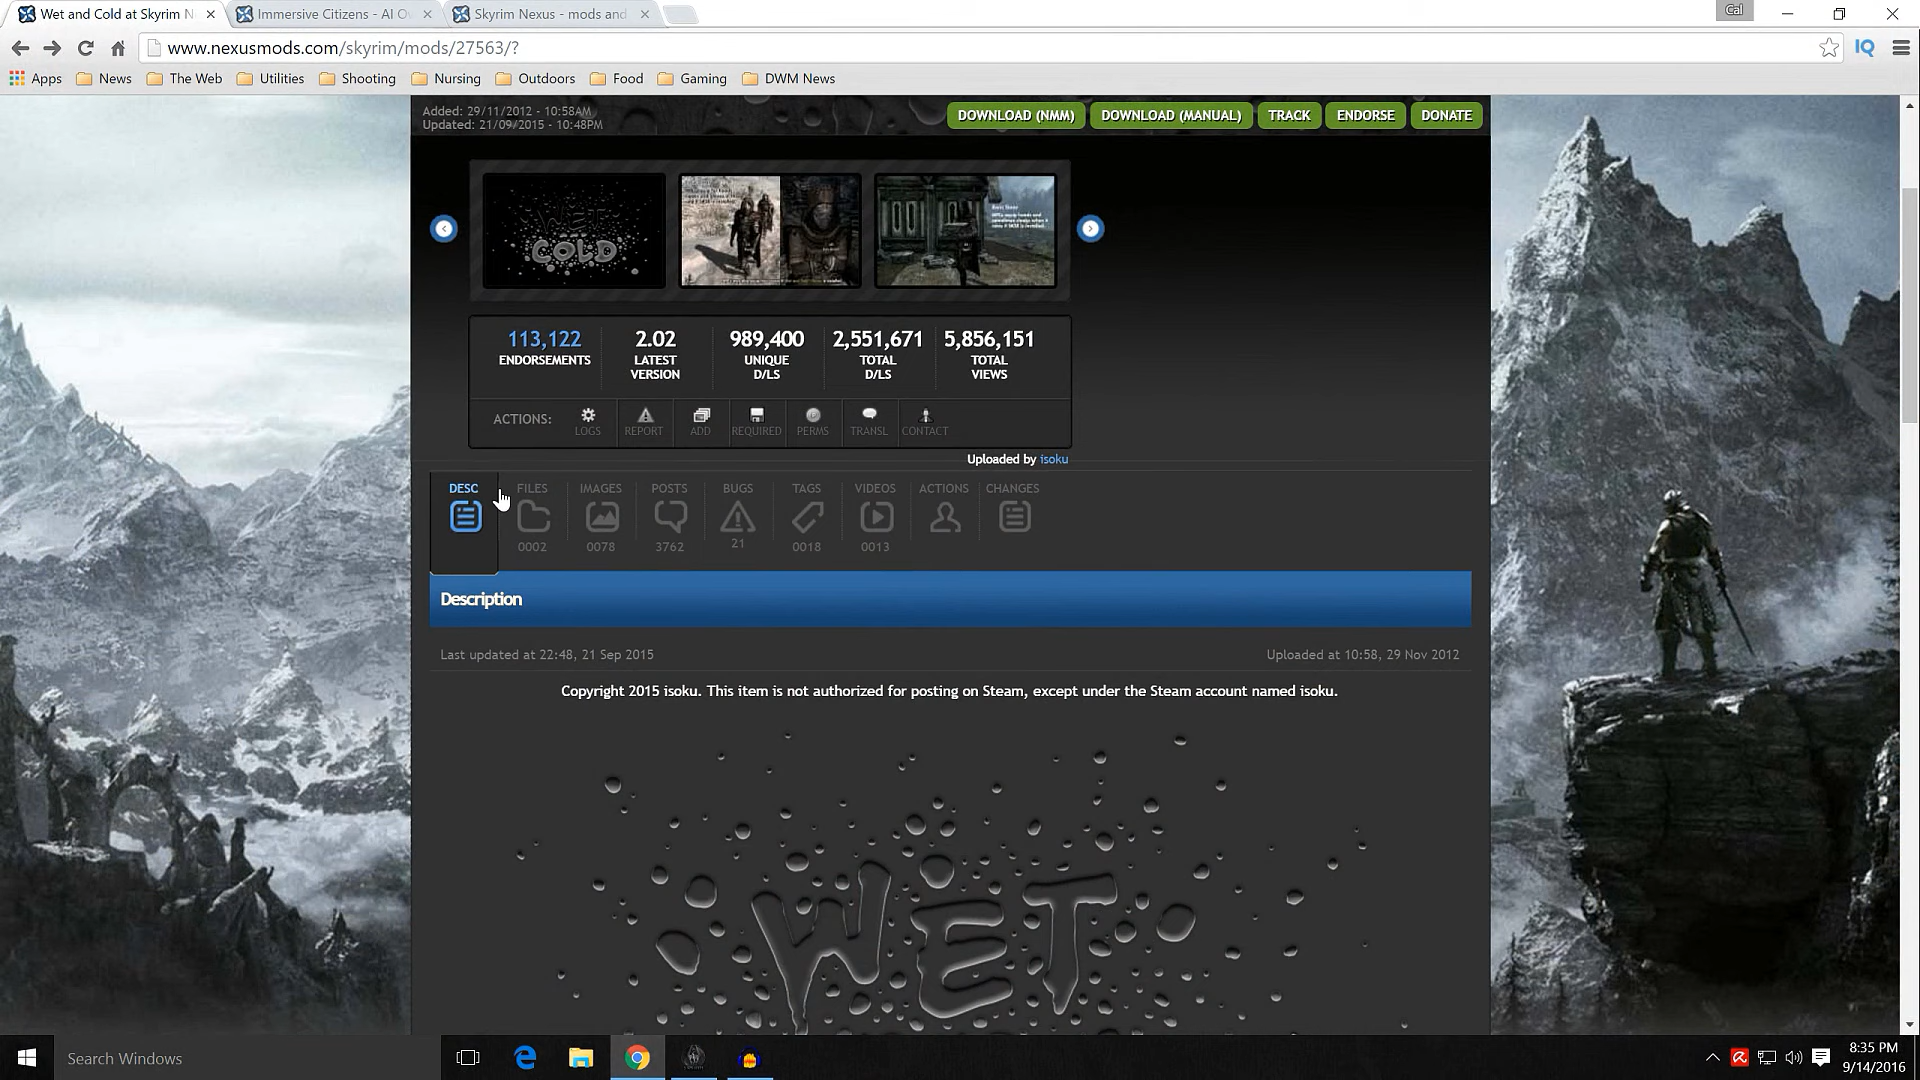 Wet and Cold at Skyrim N
Immersive Citizens - AI O
Skyrim Nexus - mods and
Cal
www.nexusmods.com/skyrim/mods/27563/?
IQ
Apps News The Web Utilities Shooting Nursing Outdoors Food Gaming DWM News
Added: 29/11/2012 - 10:58AM
Updated: 21/09/2015 - 10:48PM
DOWNLOAD (NMM) DOWNLOAD (MANUAL) TRACK ENDORSE DONATE
WET
COLD
113,122 2.02 989,400 2,551,671 5,856,151
ENDORSEMENTS LATEST UNIQUE TOTAL TOTAL
VERSION D/LS D/LS VIEWS
ACTIONS: LOGS REPORT ADD REQUIRED PERMS TRANSL CONTACT
Uploaded by isoku
DESC FILES IMAGES POSTS BUGS TAGS VIDEOS ACTIONS CHANGES
0002 0078 3762 21 0018 0013
Description
Last updated at 22:48, 21 Sep 2015 Uploaded at 10:58, 29 Nov 2012
Copyright 2015 isoku. This item is not authorized for posting on Steam, except under the Steam account named isoku.
WET
Search Windows
8:35 PM
9/14/2016